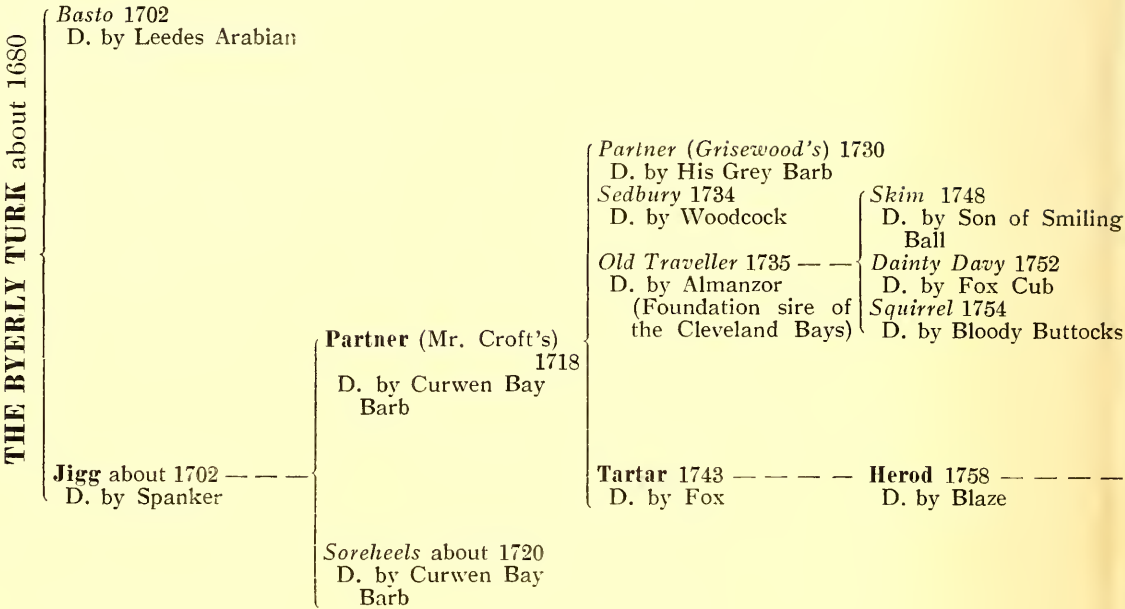 THE BYERLY TURK about 1680
Basto 1702
D. by Leedes Arabian
Jigg about 1702 — — —
D. by Spanker
Partner (Mr. Croft's)
1718
D. by Curwen Bay
Barb
Soreheels about 1720
D. by Curwen Bay
Barb
Partner (Grisewood's) 1730
D. by His Grey Barb
Sedbury 1734
D. by Woodcock
Old Traveller 1735 — —
D. by Almanzor
(Foundation sire of
the Cleveland Bays)
Tartar 1743 — — — —
D. by Fox
Skim 1748
D. by Son of Smiling
Ball
Dainty Davy 1752
D. by Fox Cub
Squirrel 1754
D. by Bloody Buttocks
Herod 1758 — — — —
D. by Blaze